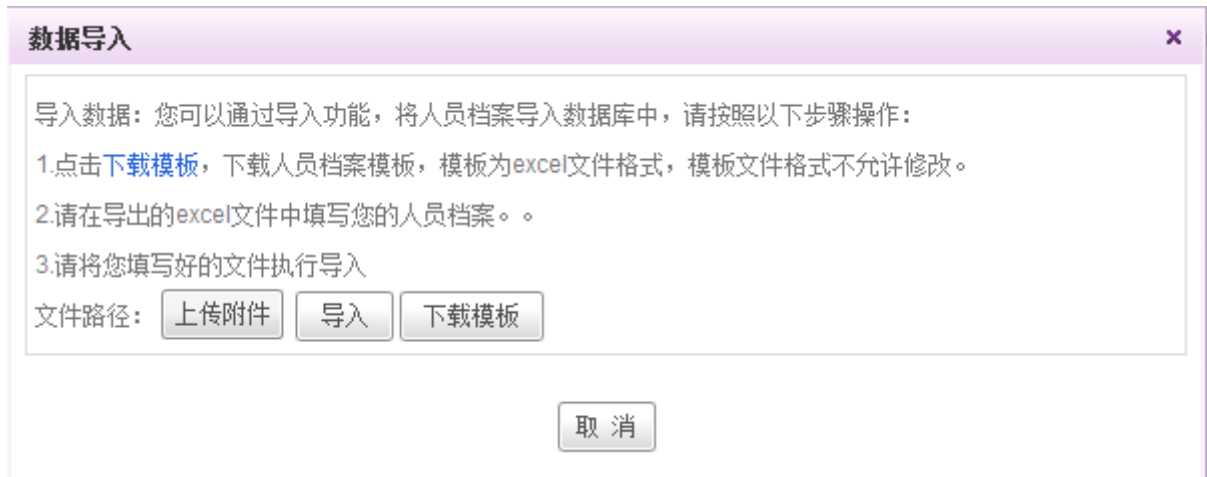 数据导入
导入数据：您可以通过导入功能，将人员档案导入数据库中，请按照以下步骤操作：
1.点击下载模板，下载人员档案模板，模板为excel文件格式，模板文件格式不允许修改。
2.请在导出的excel文件中填写您的人员档案。。
3.请将您填写好的文件执行导入
文件路径： 上传附件 导入 下载模板
取 消